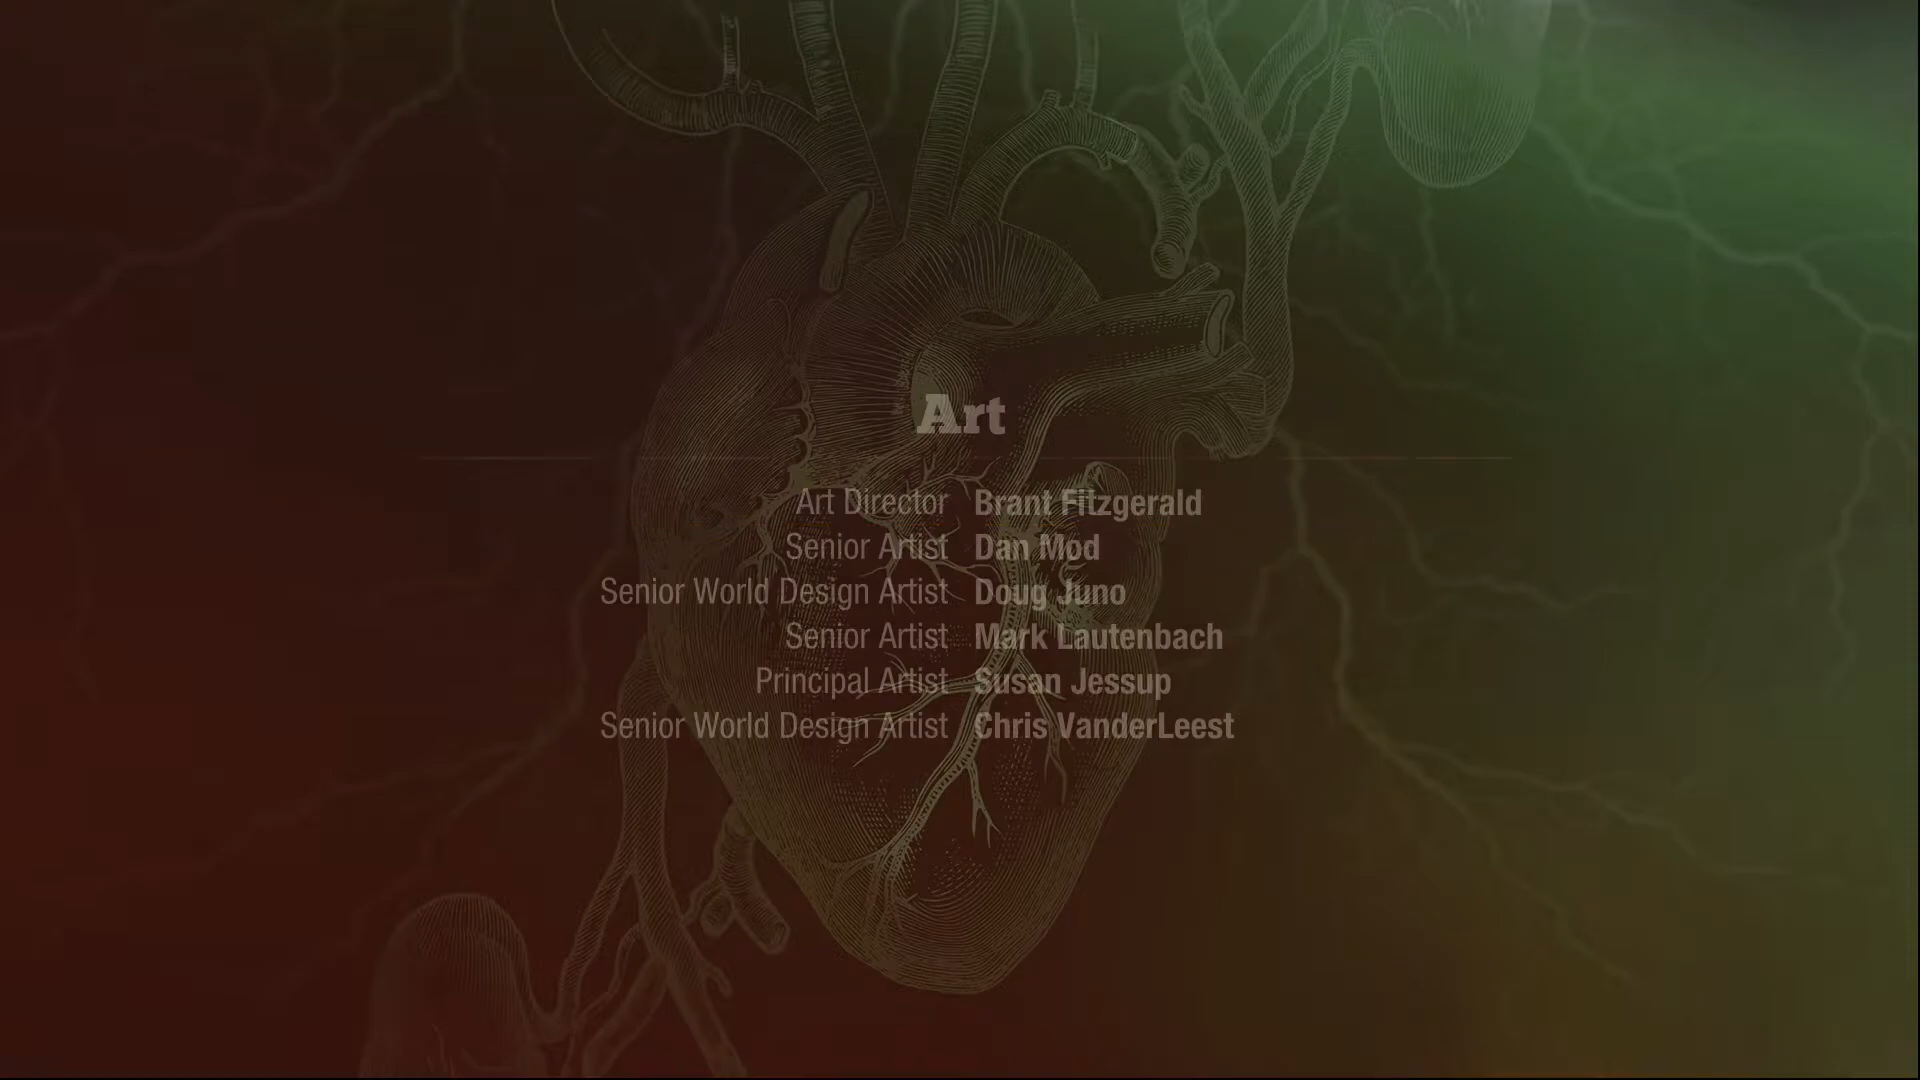 Art
Art Director Brant Fitzgerald
Senior Artist Dan Mod
Senior World Design Artist Doug Juno
Senior Artist Mark Lautenbach
Principal Artist Susan Jessup
Senior World Design Artist Chris VanderLeest